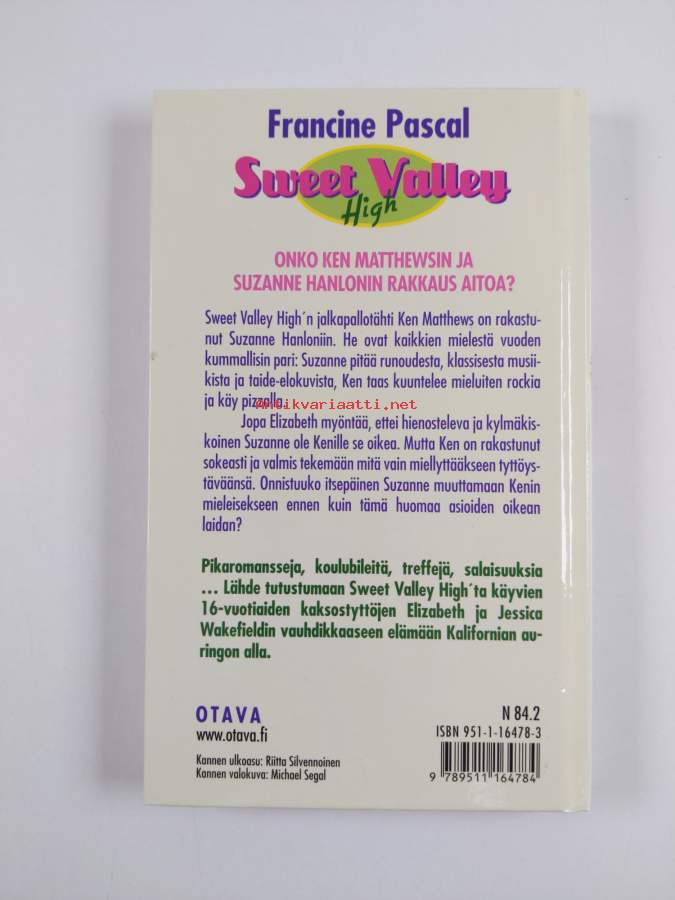 Francine Pascal
Sweet Valley
High
ONKO KEN MATTHEWSIN JA
SUZANNE HANLONIN RAKKAUS AITOA?
Sweet Valley High´n jalkapallotähti Ken Matthews on rakastu-
nut Suzanne Hanloniin. He ovat kaikkien mielestä vuoden
kummallisin pari: Suzanne pitää runoudesta, klassisesta musii-
kista ja taide-elokuvista, Ken taas kuuntelee mieluiten rockia
ja käy pizzalla.
Antikvariaatti.net
Jopa Elizabeth myöntää, ettei hienosteleva ja kylmäkis-
koinen Suzanne ole Kenille se oikea. Mutta Ken on rakastunut
sokeasti ja valmis tekemään mitä vain miellyttääkseen tyttöys-
täväänsä. Onnistuuko itsepäinen Suzanne muuttamaan Kenin
mieleisekseen ennen kuin tämä huomaa asioiden oikean
laidan?
Pikaromansseja, koulubileitä, treffejä, salaisuuksia
... Lähde tutustumaan Sweet Valley High´ta käyvien
16-vuotiaiden kaksostyttöjen Elizabeth ja Jessica
Wakefieldin vauhdikkaaseen elämään Kalifornian au-
ringon alla.
OTAVA
www.otava.fi
Kannen ulkoasu: Riitta Silvennoinen
Kannen valokuva: Michael Segal
N 84.2
ISBN 951-1-16478-3
9 789511 164784